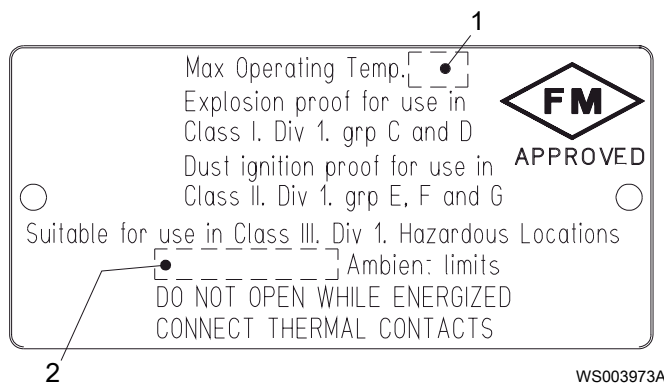 1
Max Operating Temp.
Explosion proof for use in
Class I. Div 1. grp C and D
FM
APPROVED
Dust ignition proof for use in
Class II. Div 1. grp E, F and G
Suitable for use in Class III. Div 1. Hazardous Locations
Ambient limits
DO NOT OPEN WHILE ENERGIZED
CONNECT THERMAL CONTACTS
2
WS003973A